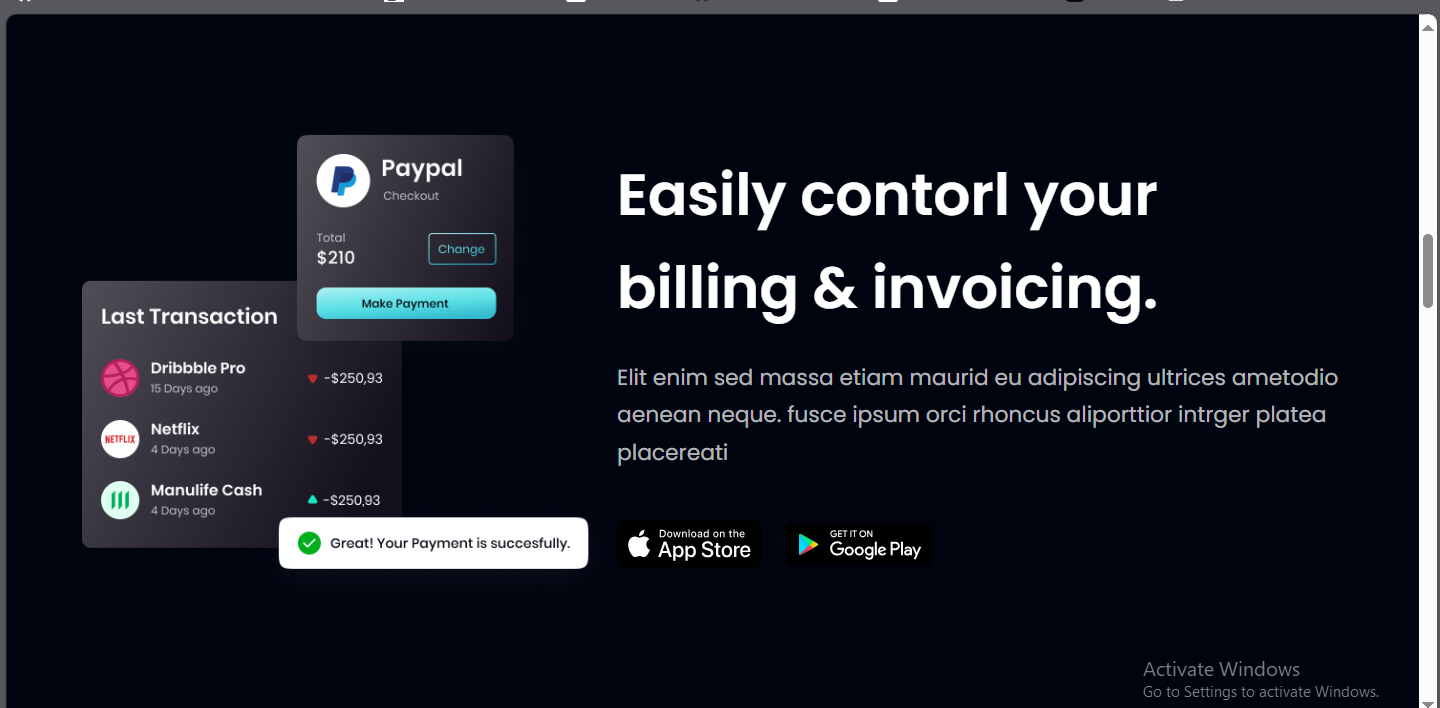 Paypal
Checkout
Total
$210
Change
Make Payment
Last Transaction
Dribbble Pro
15 Days ago
-$250,93
NETFLIX
Netflix
4 Days ago
-$250,93
Manulife Cash
4 Days ago
-$250,93
Great! Your Payment is succesfully.
Easily contorl your
billing & invoicing.
Elit enim sed massa etiam maurid eu adipiscing ultrices ametodio
aenean neque. fusce ipsum orci rhoncus aliporttior intrger platea
placereati
Download on the
App Store
GET IT ON
Google Play
Activate Windows
Go to Settings to activate Windows.